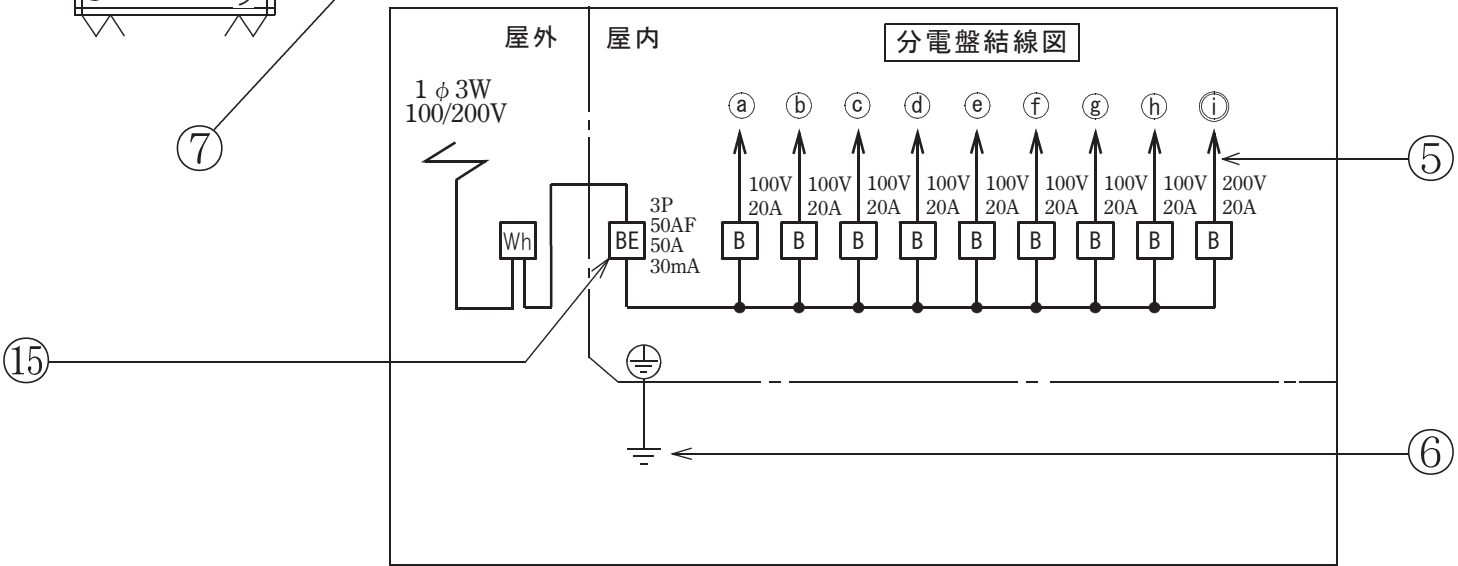 屋外
屋内
分電盤結線図
1φ3W
100/200V
ⓐ ⓑ ⓒ ⓓ ⓔ ⓕ ⓖ ⓗ ⓘ
⑦
⑤
100V 100V 100V 100V 100V 100V 100V 100V 200V
20A 20A 20A 20A 20A 20A 20A 20A 20A
3P
50AF
50A
30mA
Wh
BE
B B B B B B B B B
⑮
⑥